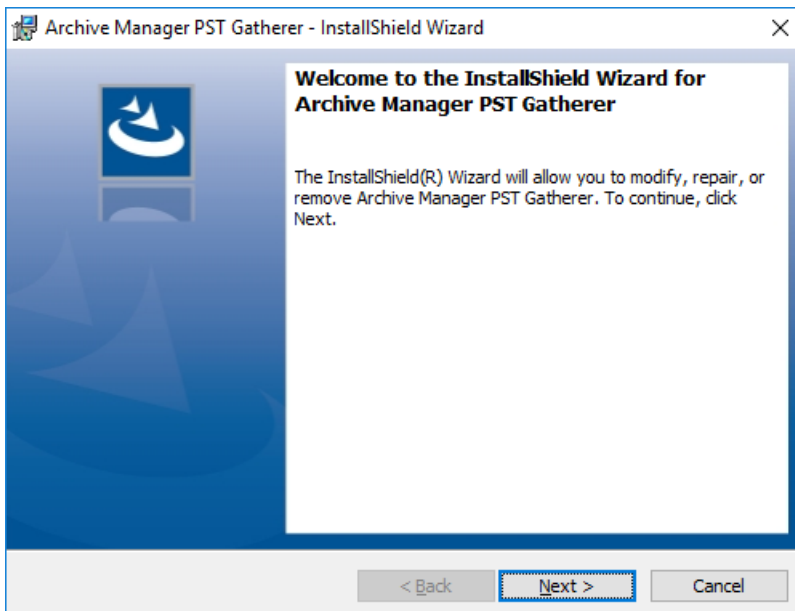 Archive Manager PST Gatherer - InstallShield Wizard
Welcome to the InstallShield Wizard for
Archive Manager PST Gatherer
The InstallShield(R) Wizard will allow you to modify, repair, or
remove Archive Manager PST Gatherer. To continue, click
Next.
< Back
Next >
Cancel